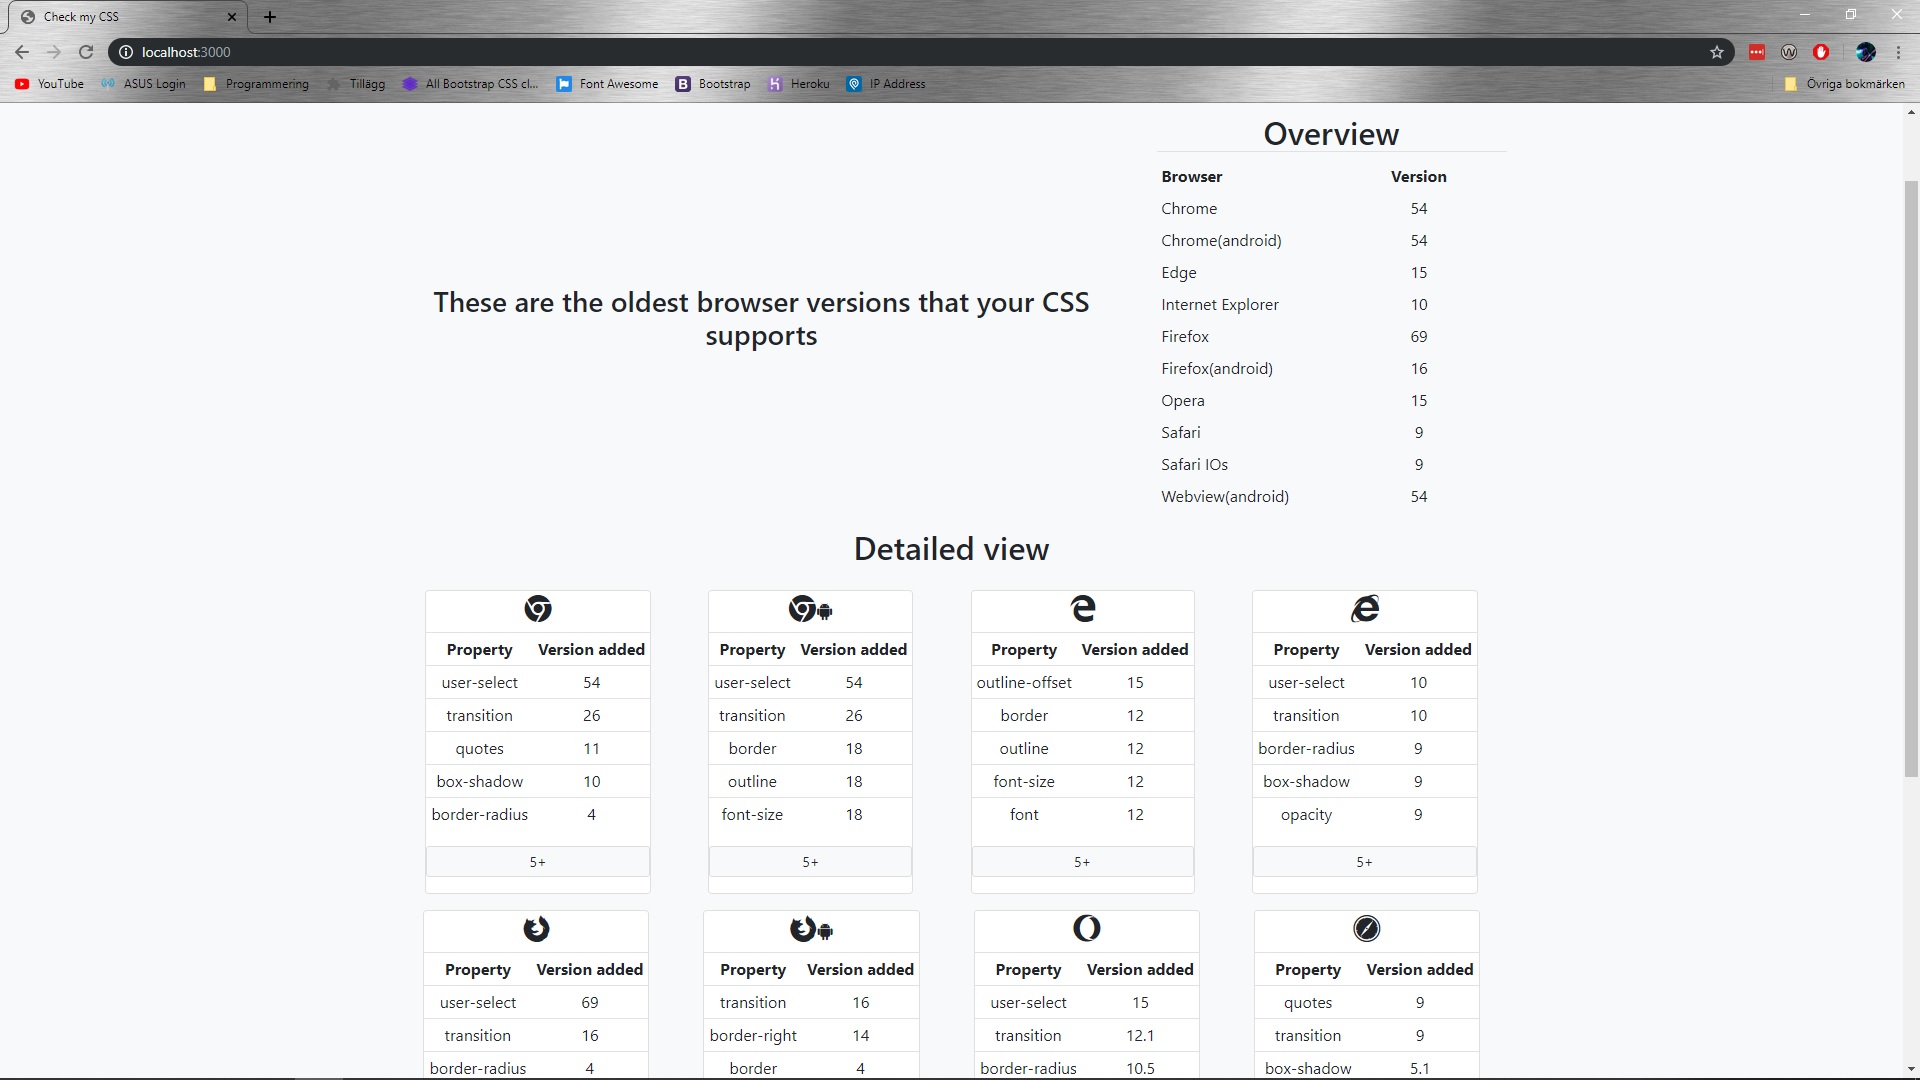 Check my CSS
localhost:3000
YouTube ASUS Login Programmering Tillägg All Bootstrap CSS cl... Font Awesome Bootstrap Heroku IP Address Övriga bokmärken
These are the oldest browser versions that your CSS
supports
Overview
Browser Version
Chrome 54
Chrome(android) 54
Edge 15
Internet Explorer 10
Firefox 69
Firefox(android) 16
Opera 15
Safari 9
Safari IOs 9
Webview(android) 54
Detailed view
Property Version added
user-select 54
transition 26
quotes 11
box-shadow 10
border-radius 4
5+
Property Version added
user-select 54
transition 26
border 18
outline 18
font-size 18
5+
Property Version added
outline-offset 15
border 12
outline 12
font-size 12
font 12
5+
Property Version added
user-select 10
transition 10
border-radius 9
box-shadow 9
opacity 9
5+
Property Version added
user-select 69
transition 16
border-radius 4
Property Version added
transition 16
border-right 14
border 4
Property Version added
user-select 15
transition 12.1
border-radius 10.5
Property Version added
quotes 9
transition 9
box-shadow 5.1